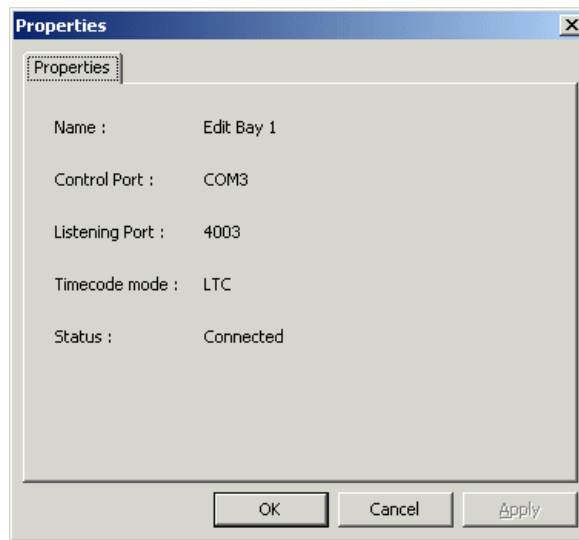 Properties
Properties
Name : Edit Bay 1
Control Port : COM3
Listening Port : 4003
Timecode mode : LTC
Status : Connected
OK Cancel Apply